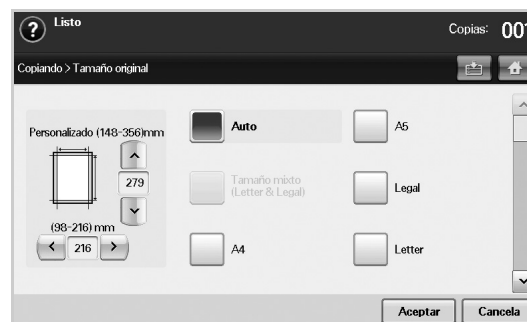 ? Listo
Copias: 001
Copiando > Tamaño original
Personalizado (148-356)mm
279
(98-216) mm
216
Auto
A5
Tamaño mixto
(Letter & Legal)
Legal
A4
Letter
Aceptar
Cancela